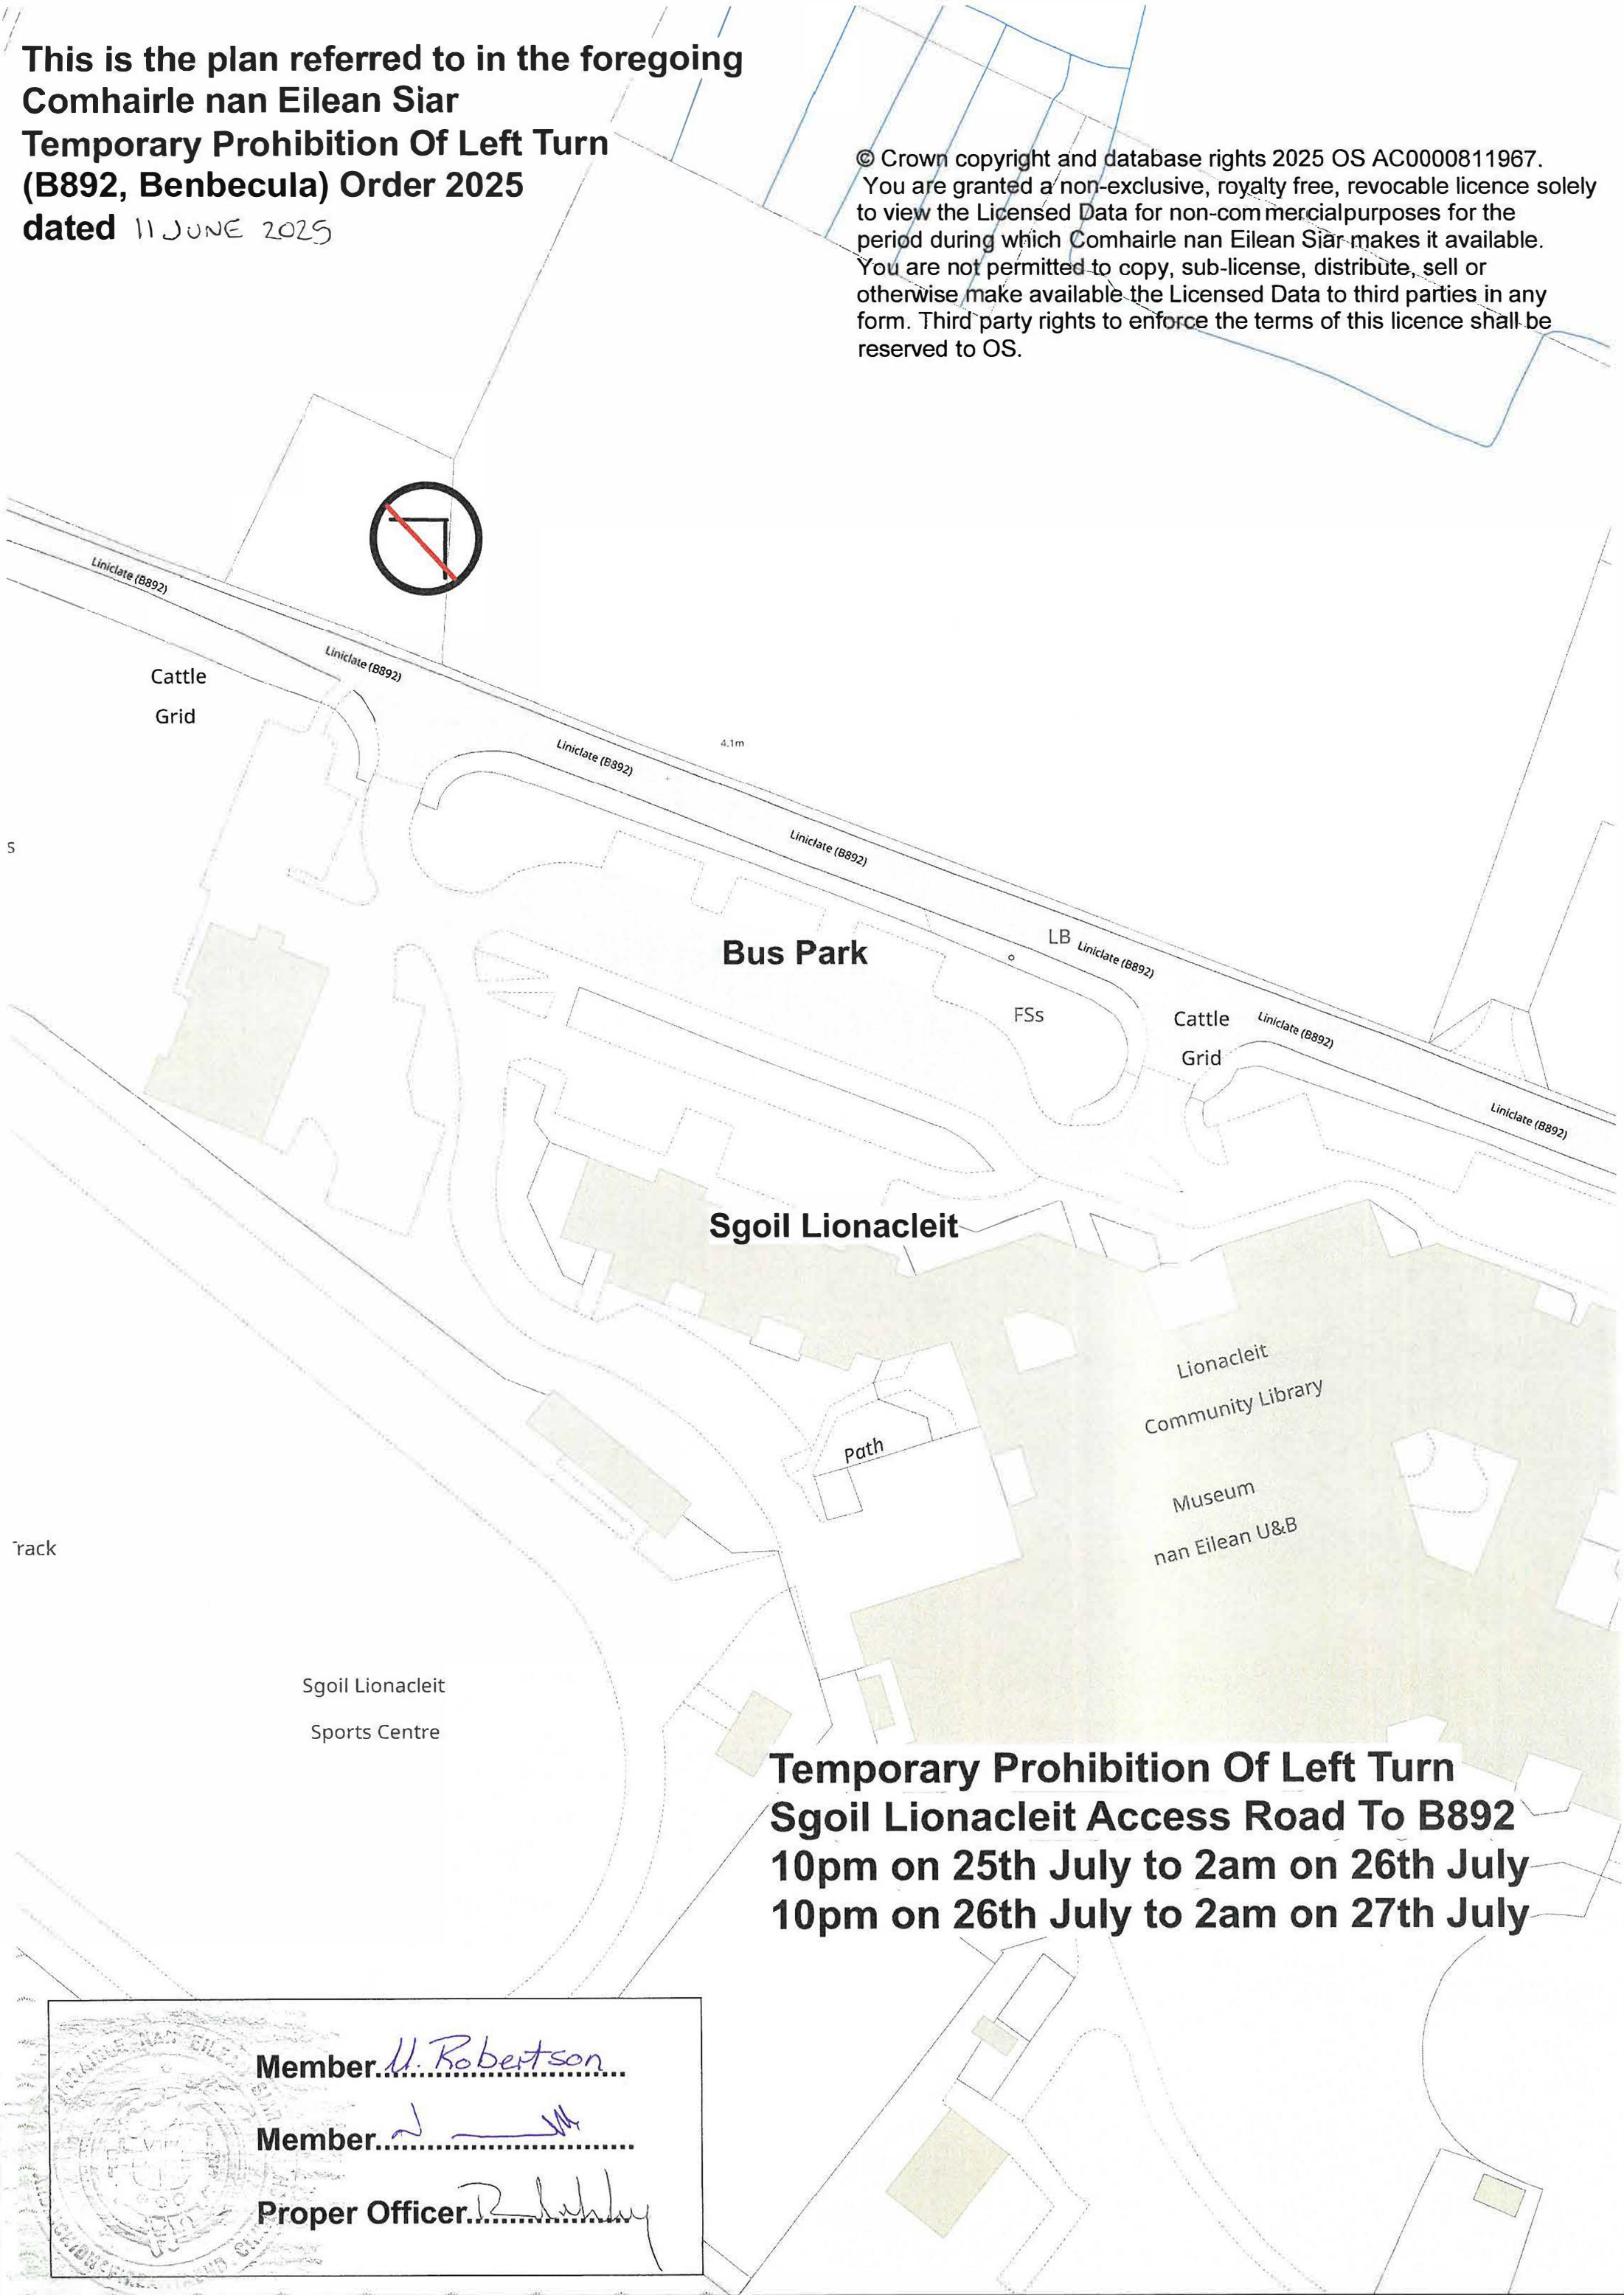 This is the plan referred to in the foregoing
Comhairle nan Eilean Siar
Temporary Prohibition Of Left Turn
(B892, Benbecula) Order 2025
dated 11 JUNE 2025
© Crown copyright and database rights 2025 OS AC0000811967.
You are granted a non-exclusive, royalty free, revocable licence solely
to view the Licensed Data for non-commercialpurposes for the
period during which Comhairle nan Eilean Siar makes it available.
You are not permitted to copy, sub-license, distribute, sell or
otherwise make available the Licensed Data to third parties in any
form. Third party rights to enforce the terms of this licence shall be
reserved to OS.
Liniclate (B892)
Liniclate (B892)
Cattle
Grid
Liniclate (B892)
4.1m
Liniclate (B892)
S
Bus Park
LB
Liniclate (B892)
FSs
Cattle
Grid
Liniclate (B892)
Liniclate (B892)
Sgoil Lionacleit
Lionacleit
Community Library
Path
Museum
nan Eilean U&B
rack
Sgoil Lionacleit
Sports Centre
Temporary Prohibition Of Left Turn
Sgoil Lionacleit Access Road To B892
10pm on 25th July to 2am on 26th July
10pm on 26th July to 2am on 27th July
Member U. Robertson
Member
Proper Officer